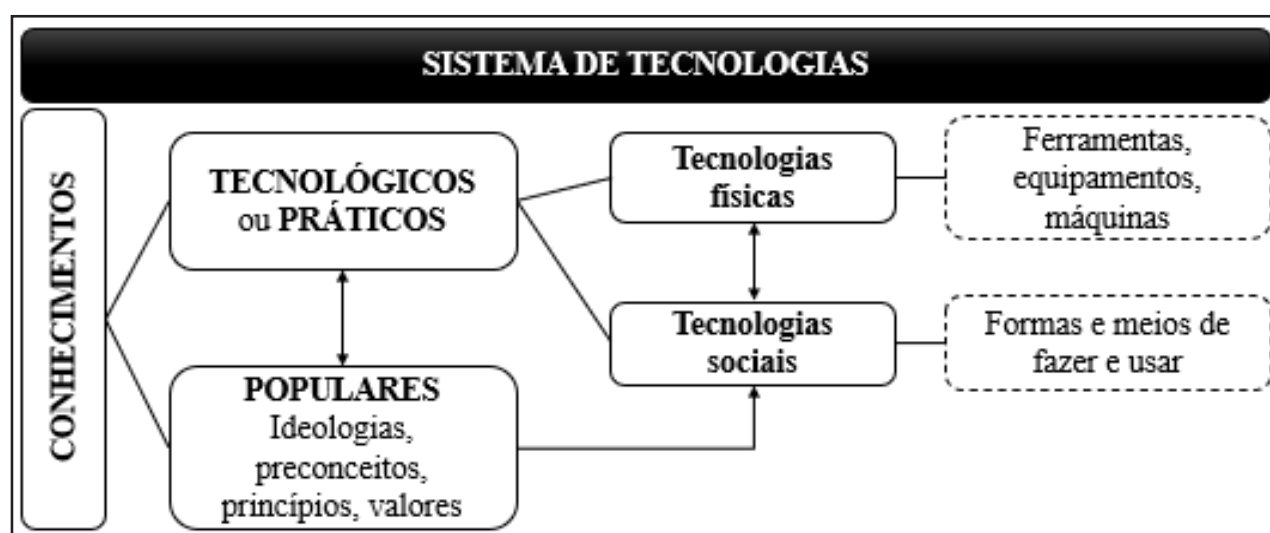 SISTEMA DE TECNOLOGIAS
CONHECIMENTOS
TECNOLÓGICOS
ou PRÁTICOS
POPULARES
Ideologias,
preconceitos,
princípios, valores
Tecnologias
físicas
Tecnologias
sociais
Ferramentas,
equipamentos,
máquinas
Formas e meios de
fazer e usar